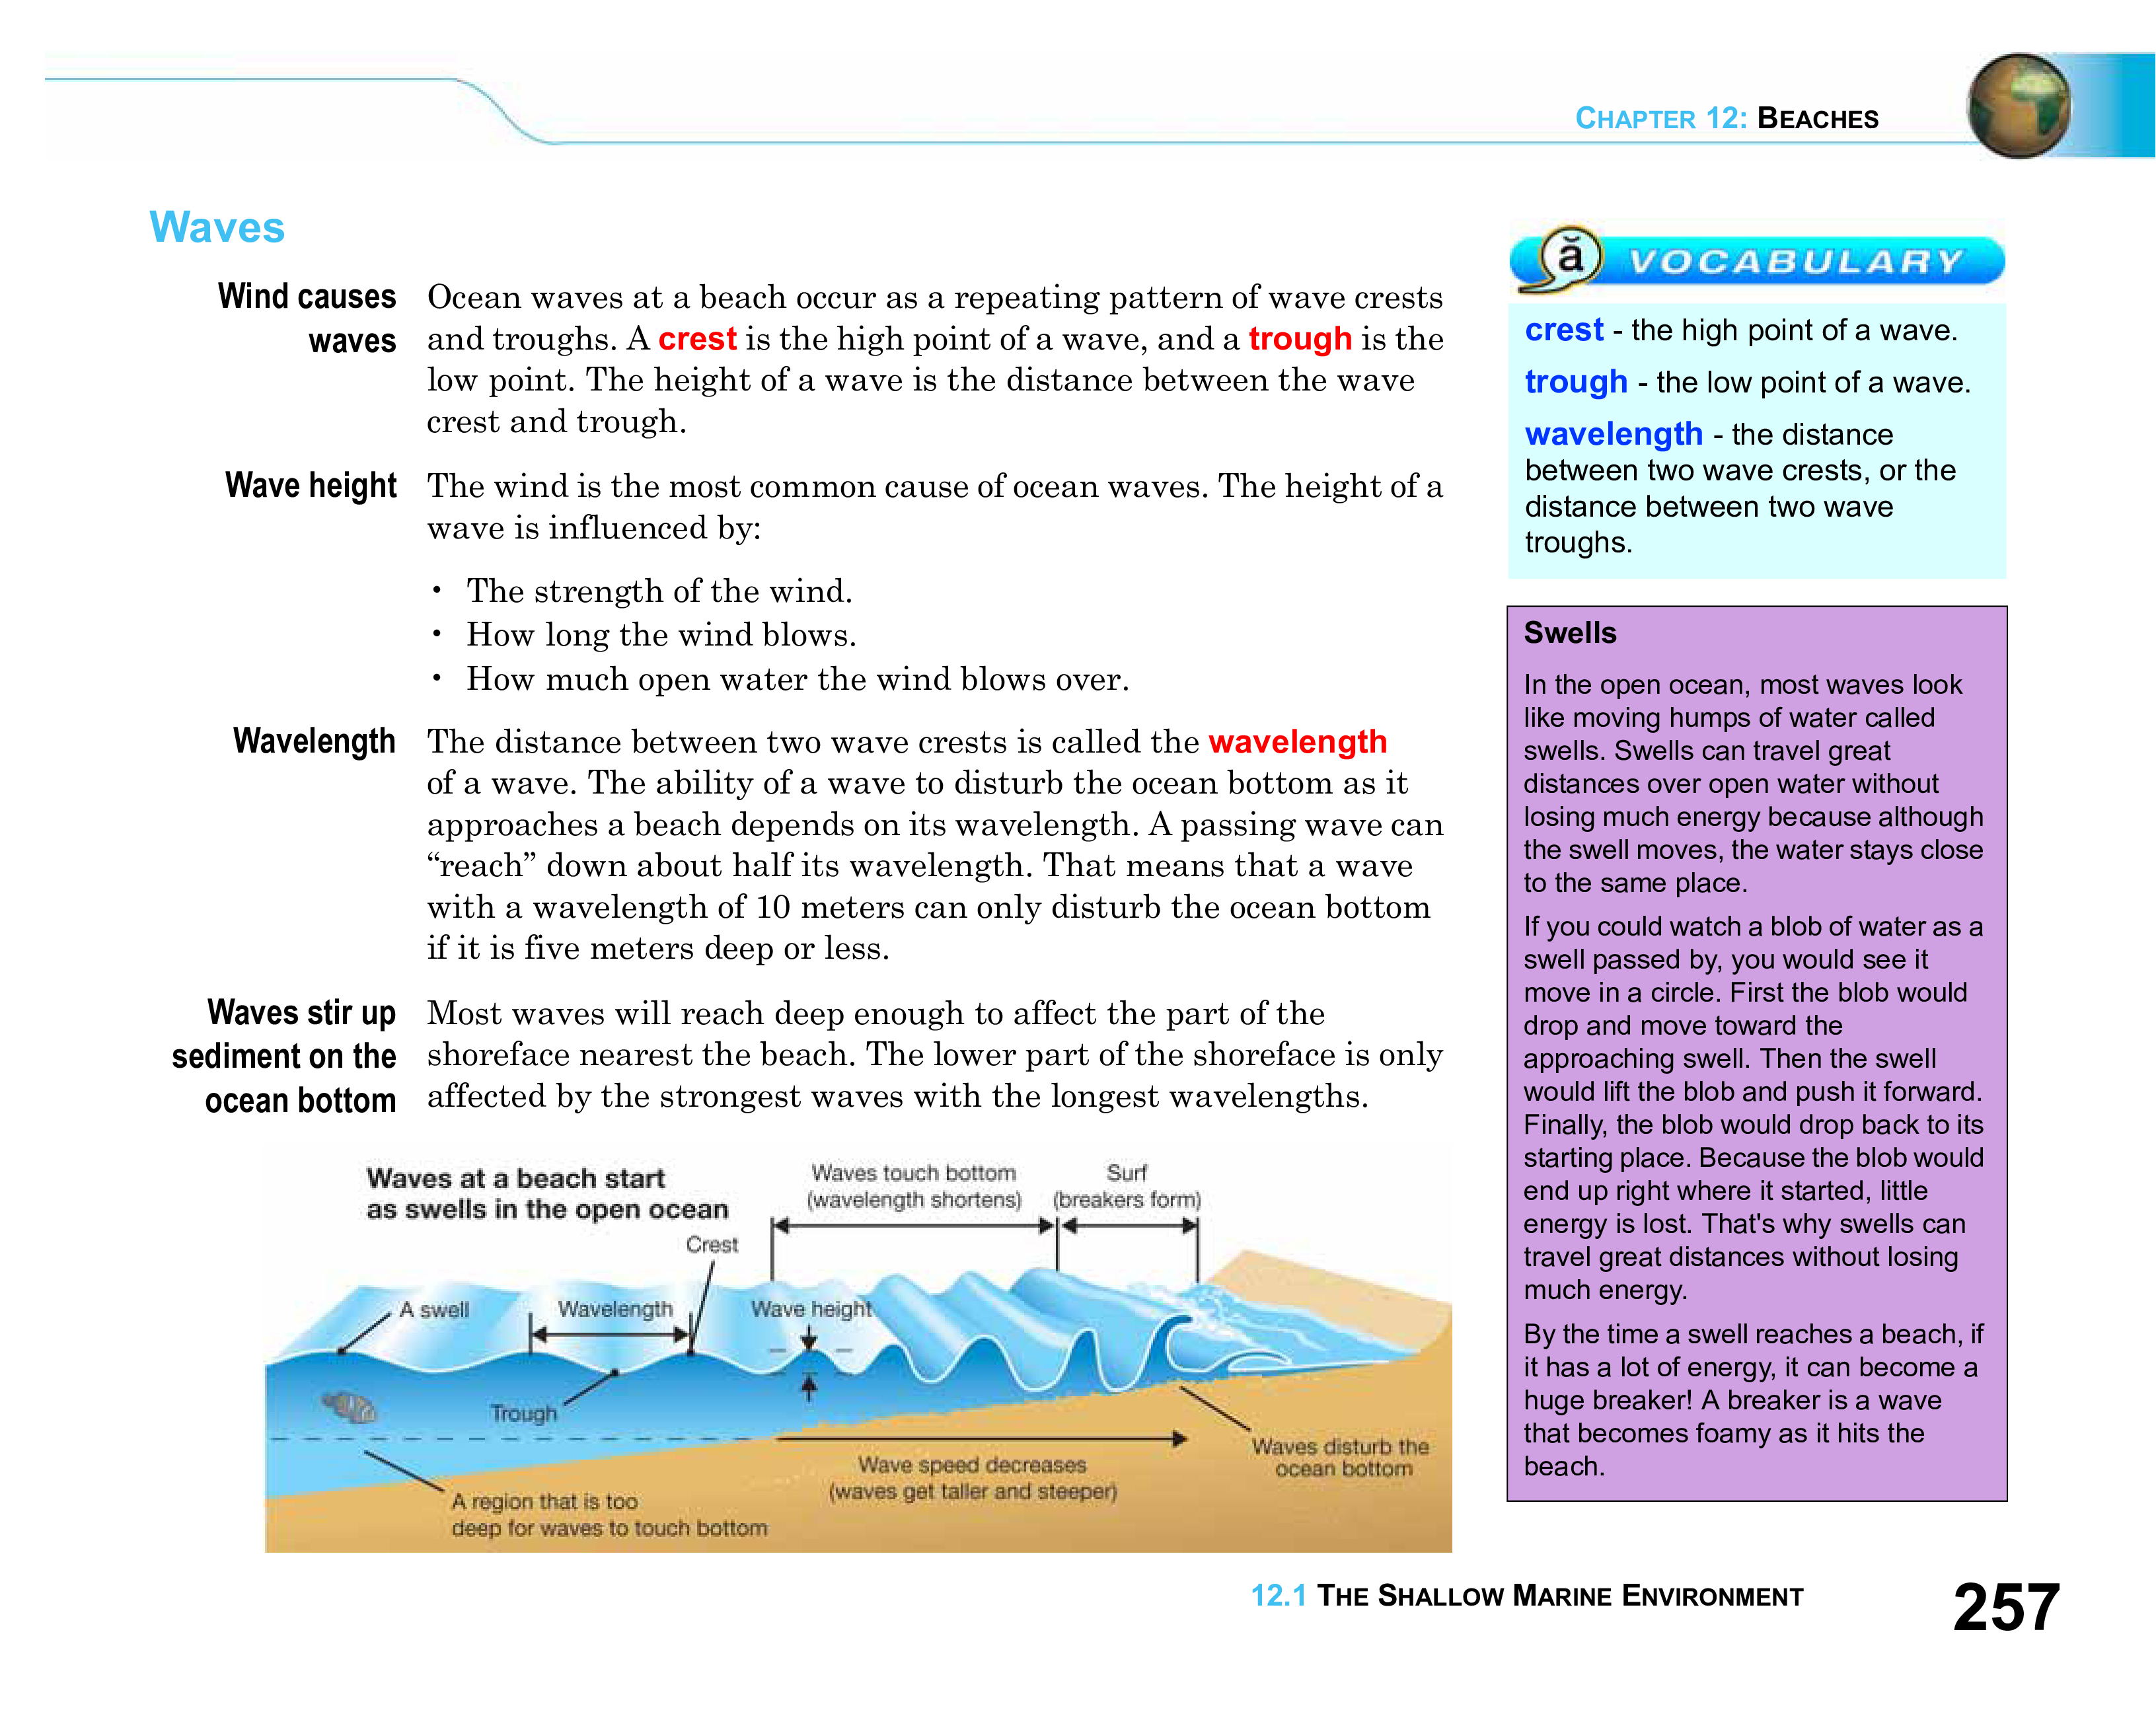 CHAPTER 12: BEACHES
Waves
Wind causes
waves
Ocean waves at a beach occur as a repeating pattern of wave crests
and troughs. A crest is the high point of a wave, and a trough is the
low point. The height of a wave is the distance between the wave
crest and trough.
Wave height
The wind is the most common cause of ocean waves. The height of a
wave is influenced by:
• The strength of the wind.
• How long the wind blows.
• How much open water the wind blows over.
Wavelength
The distance between two wave crests is called the wavelength
of a wave. The ability of a wave to disturb the ocean bottom as it
approaches a beach depends on its wavelength. A passing wave can
“reach” down about half its wavelength. That means that a wave
with a wavelength of 10 meters can only disturb the ocean bottom
if it is five meters deep or less.
Waves stir up
sediment on the
ocean bottom
Most waves will reach deep enough to affect the part of the
shoreface nearest the beach. The lower part of the shoreface is only
affected by the strongest waves with the longest wavelengths.
Waves at a beach start
as swells in the open ocean
Waves touch bottom
(wavelength shortens)
Surf
(breakers form)
Crest
A swell
Wavelength
Wave height
Trough
Wave speed decreases
(waves get taller and steeper)
Waves disturb the
ocean bottom
A region that is too
deep for waves to touch bottom
ă VOCABULARY
crest - the high point of a wave.
trough - the low point of a wave.
wavelength - the distance
between two wave crests, or the
distance between two wave
troughs.
Swells
In the open ocean, most waves look
like moving humps of water called
swells. Swells can travel great
distances over open water without
losing much energy because although
the swell moves, the water stays close
to the same place.
If you could watch a blob of water as a
swell passed by, you would see it
move in a circle. First the blob would
drop and move toward the
approaching swell. Then the swell
would lift the blob and push it forward.
Finally, the blob would drop back to its
starting place. Because the blob would
end up right where it started, little
energy is lost. That's why swells can
travel great distances without losing
much energy.
By the time a swell reaches a beach, if
it has a lot of energy, it can become a
huge breaker! A breaker is a wave
that becomes foamy as it hits the
beach.
12.1 THE SHALLOW MARINE ENVIRONMENT
257